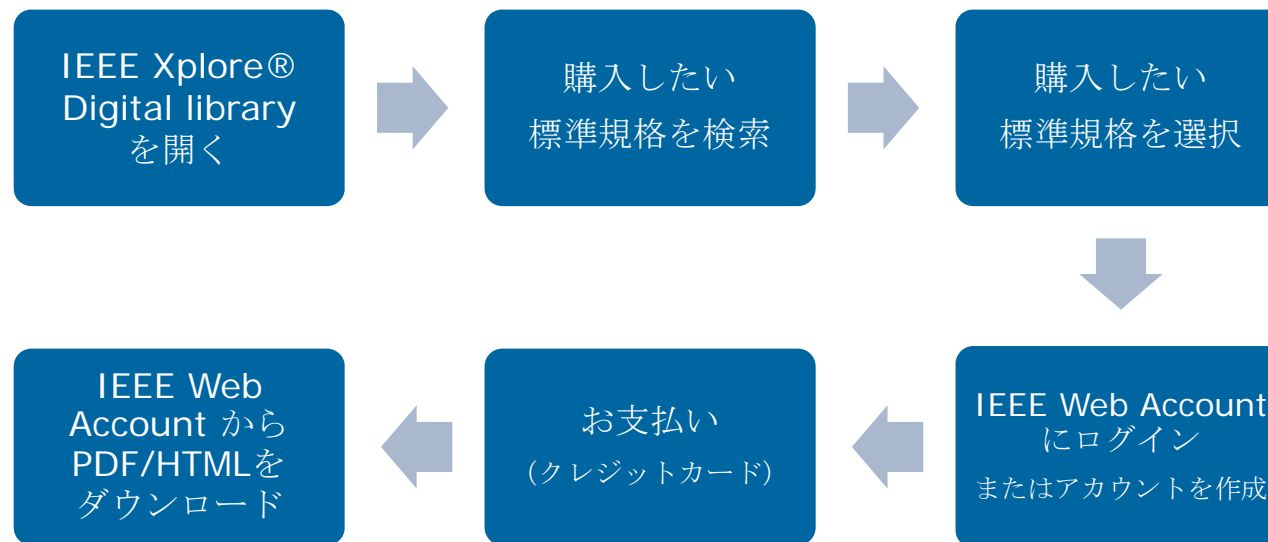 IEEE Xplore®
Digital library
を開く
購入したい
標準規格を検索
購入したい
標準規格を選択
IEEE Web Account
にログイン
またはアカウントを作成
お支払い
(クレジットカード)
IEEE Web
Account から
PDF/HTMLを
ダウンロード